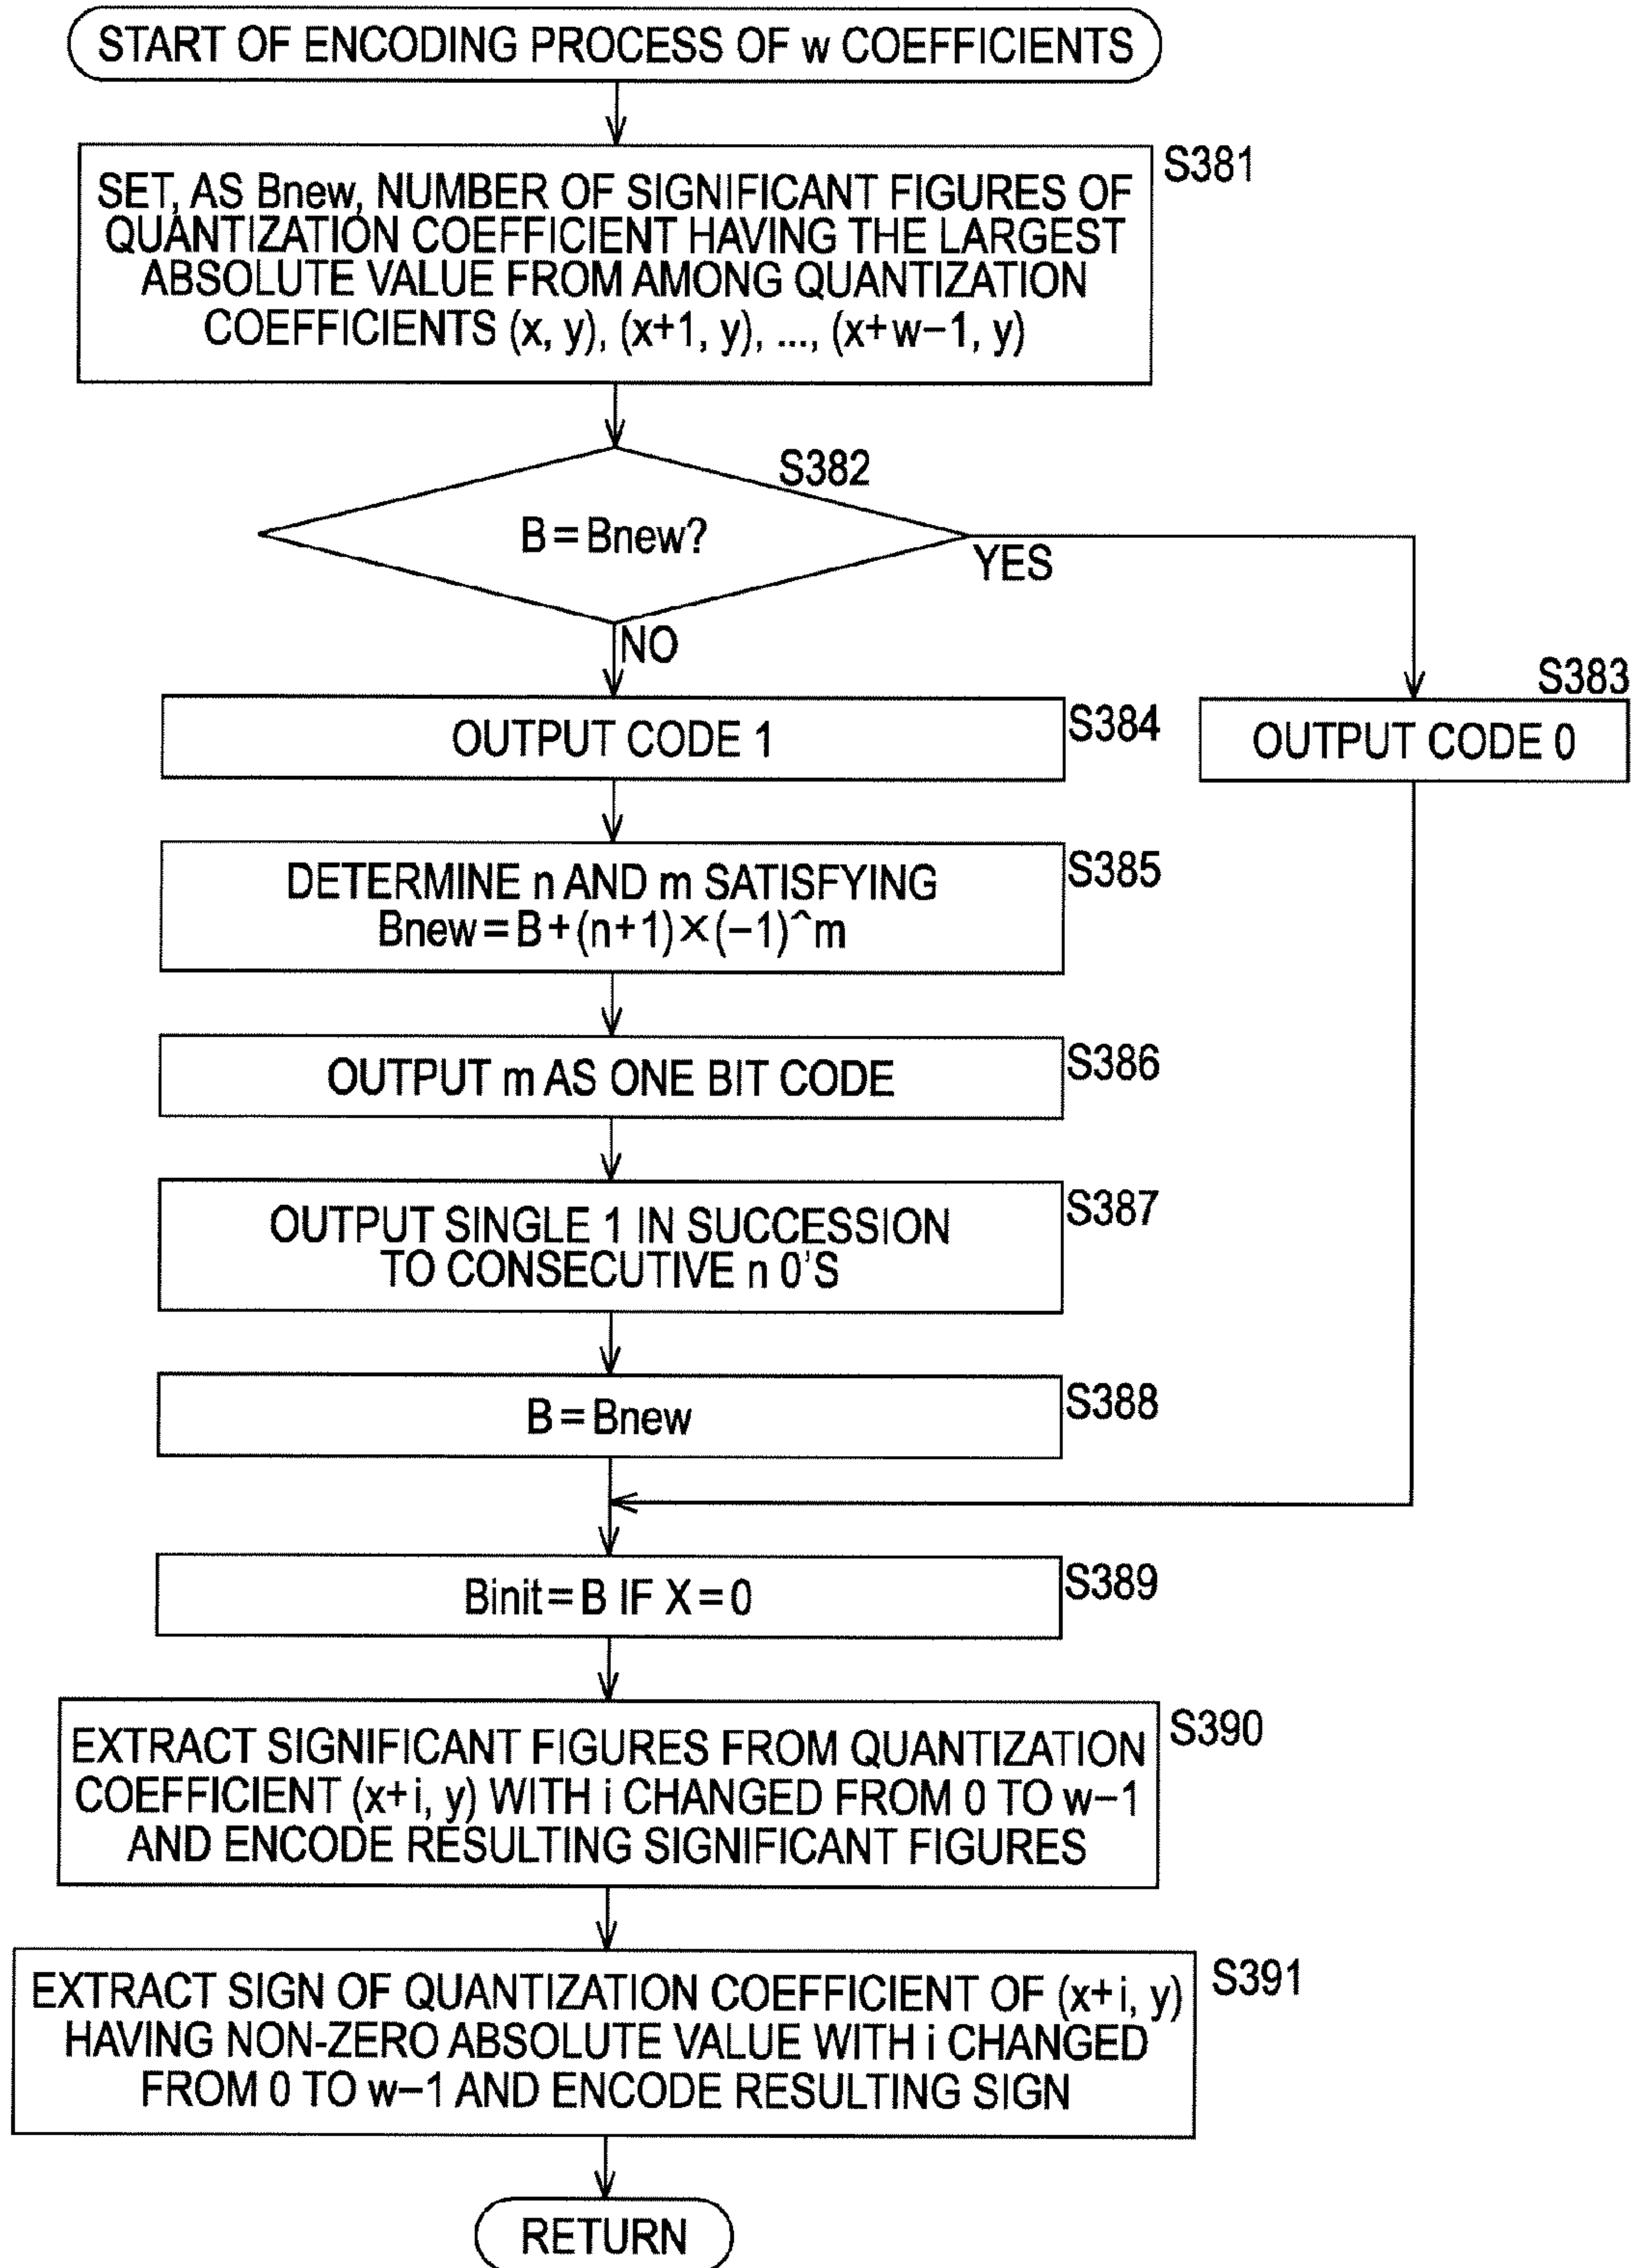 START OF ENCODING PROCESS OF w COEFFICIENTS
S381
SET, AS Bnew, NUMBER OF SIGNIFICANT FIGURES OF
QUANTIZATION COEFFICIENT HAVING THE LARGEST
ABSOLUTE VALUE FROM AMONG QUANTIZATION
COEFFICIENTS (x, y), (x+1, y), ..., (x+w−1, y)
S382
B=Bnew?
YES
NO
S383
OUTPUT CODE 0
S384
OUTPUT CODE 1
S385
DETERMINE n AND m SATISFYING
Bnew=B+(n+1)×(−1)^m
S386
OUTPUT m AS ONE BIT CODE
S387
OUTPUT SINGLE 1 IN SUCCESSION
TO CONSECUTIVE n 0'S
S388
B=Bnew
S389
Binit=B IF X=0
S390
EXTRACT SIGNIFICANT FIGURES FROM QUANTIZATION
COEFFICIENT (x+i, y) WITH i CHANGED FROM 0 TO w−1
AND ENCODE RESULTING SIGNIFICANT FIGURES
S391
EXTRACT SIGN OF QUANTIZATION COEFFICIENT OF (x+i, y)
HAVING NON-ZERO ABSOLUTE VALUE WITH i CHANGED
FROM 0 TO w−1 AND ENCODE RESULTING SIGN
RETURN